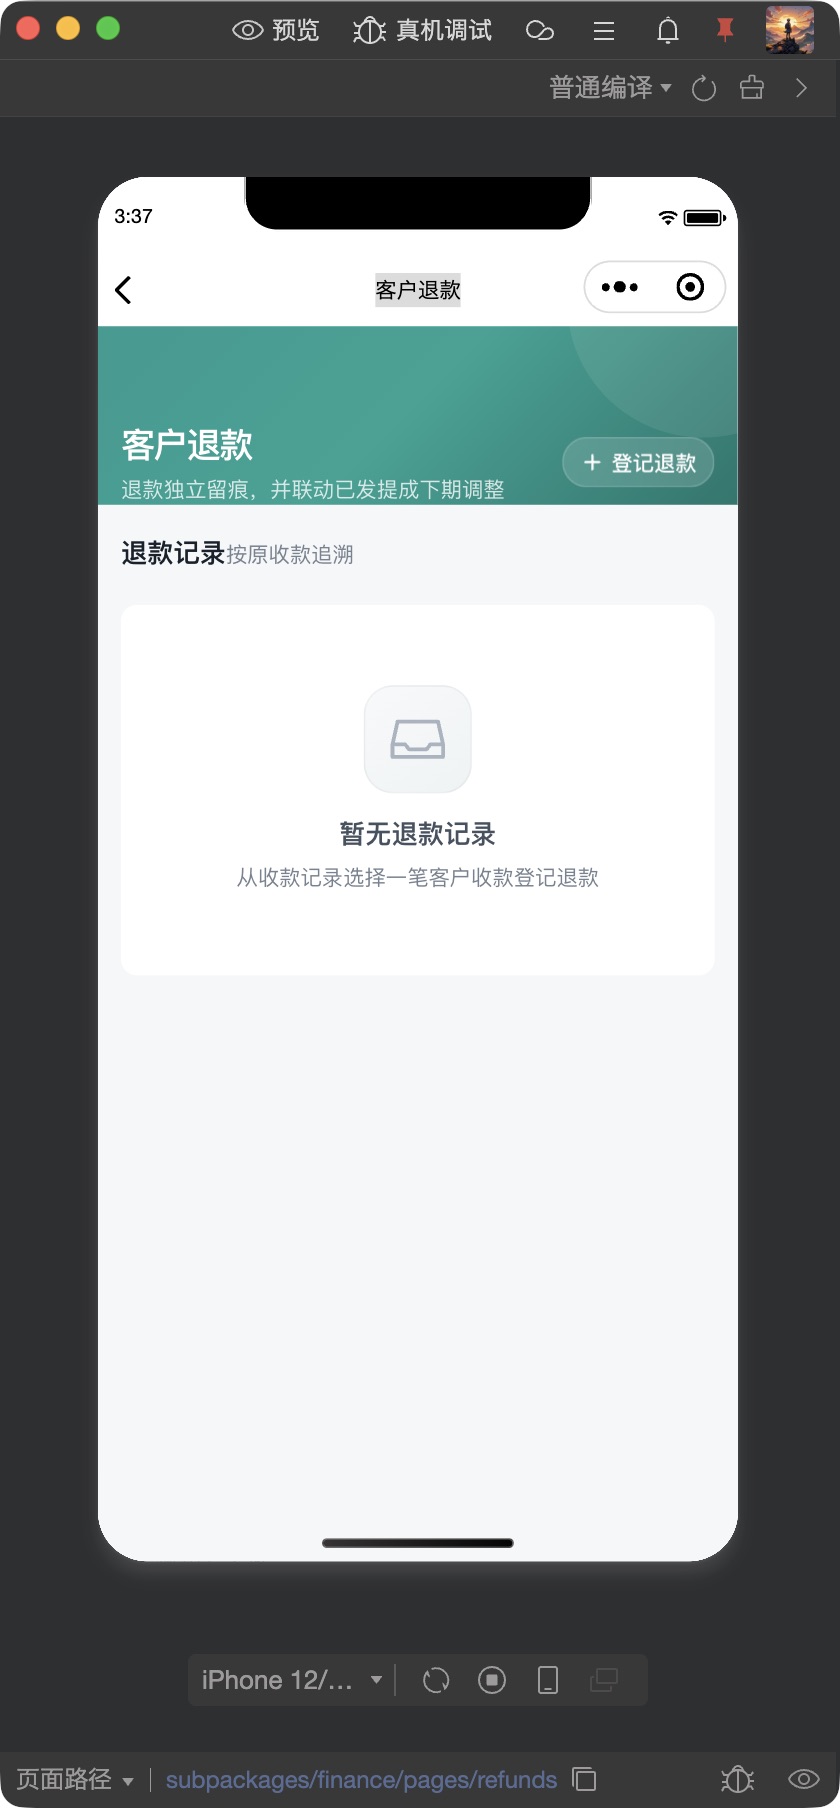 预览 真机调试
普通编译
3:37
客户退款
客户退款
退款独立留痕，并联动已发提成下期调整
+ 登记退款
退款记录按原收款追溯
暂无退款记录
从收款记录选择一笔客户收款登记退款
iPhone 12/...
页面路径 subpackages/finance/pages/refunds